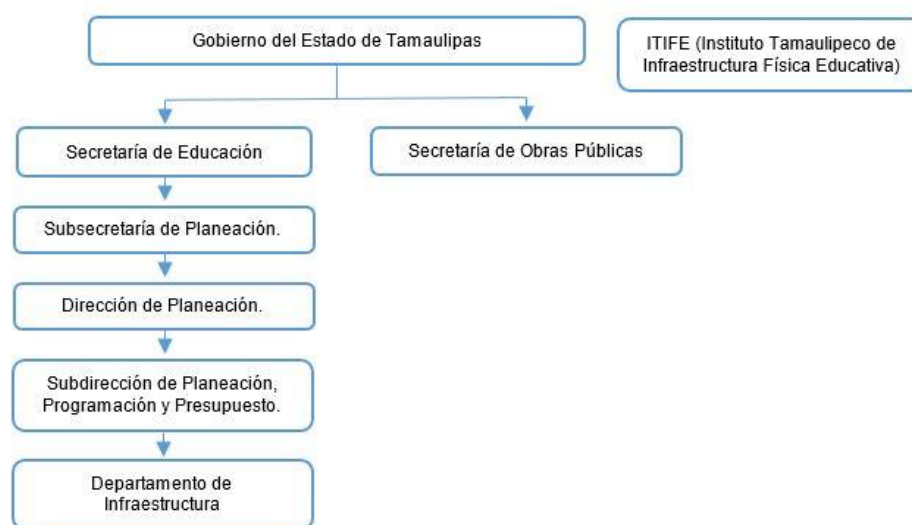 Gobierno del Estado de Tamaulipas
ITIFE (Instituto Tamaulipeco de
Infraestructura Física Educativa)
Secretaría de Educación
Secretaría de Obras Públicas
Subsecretaría de Planeación.
Dirección de Planeación.
Subdirección de Planeación,
Programación y Presupuesto.
Departamento de
Infraestructura